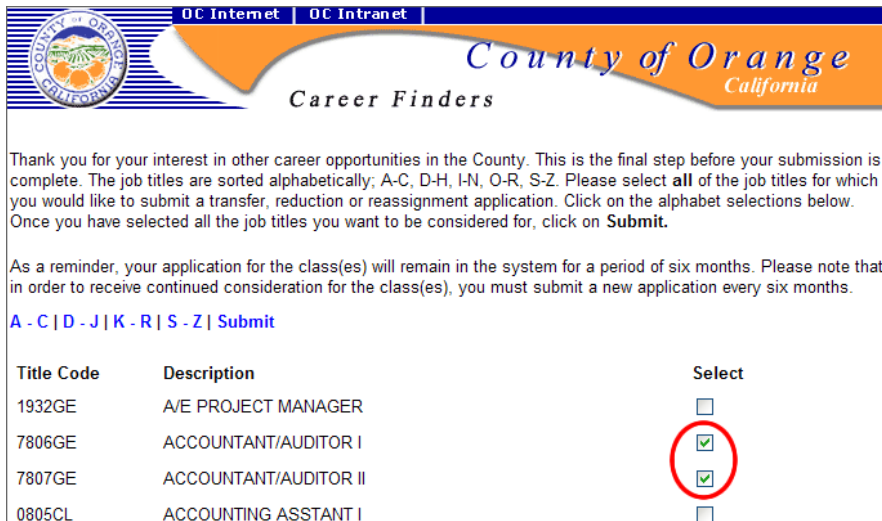 OC Internet | OC Intranet |
COUNTY OF ORANGE
CALIFORNIA
County of Orange
California
Career Finders
Thank you for your interest in other career opportunities in the County. This is the final step before your submission is
complete. The job titles are sorted alphabetically; A-C, D-H, I-N, O-R, S-Z. Please select all of the job titles for which
you would like to submit a transfer, reduction or reassignment application. Click on the alphabet selections below.
Once you have selected all the job titles you want to be considered for, click on Submit.
As a reminder, your application for the class(es) will remain in the system for a period of six months. Please note that
in order to receive continued consideration for the class(es), you must submit a new application every six months.
A - C | D - J | K - R | S - Z | Submit
Title Code Description Select
1932GE A/E PROJECT MANAGER
7806GE ACCOUNTANT/AUDITOR I
7807GE ACCOUNTANT/AUDITOR II
0805CL ACCOUNTING ASSTANT I